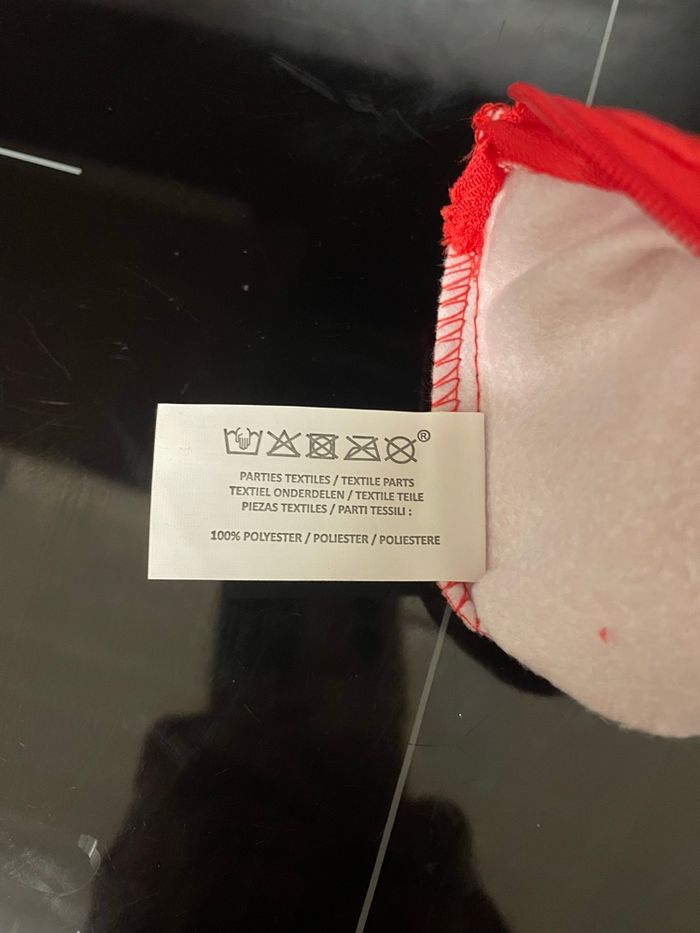 ®
PARTIES TEXTILES / TEXTILE PARTS
TEXTIEL ONDERDELEN / TEXTILE TEILE
PIEZAS TEXTILES / PARTI TESSILI :
100% POLYESTER / POLIESTER / POLIESTERE